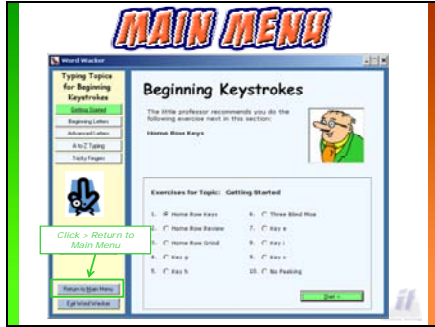 MAIN MENU
Word Wacker
Typing Topics
for Beginning
Keystrokes
Getting Started
Beginning Letters
Advanced Letters
A to Z Typing
Tricky Fingers
Click > Return to
Main Menu
Return to Main Menu
Exit Word Wacker
Beginning Keystrokes
The little professor recommends you do the
following exercise next in this section:
Home Row Keys
Exercises for Topic: Getting Started
1. Home Row Keys
2. Home Row Review
3. Home Row Grind
4. Key g
5. Key h
6. Three Blind Mice
7. Key e
8. Key i
9.
10. No Peeking
Start >
it